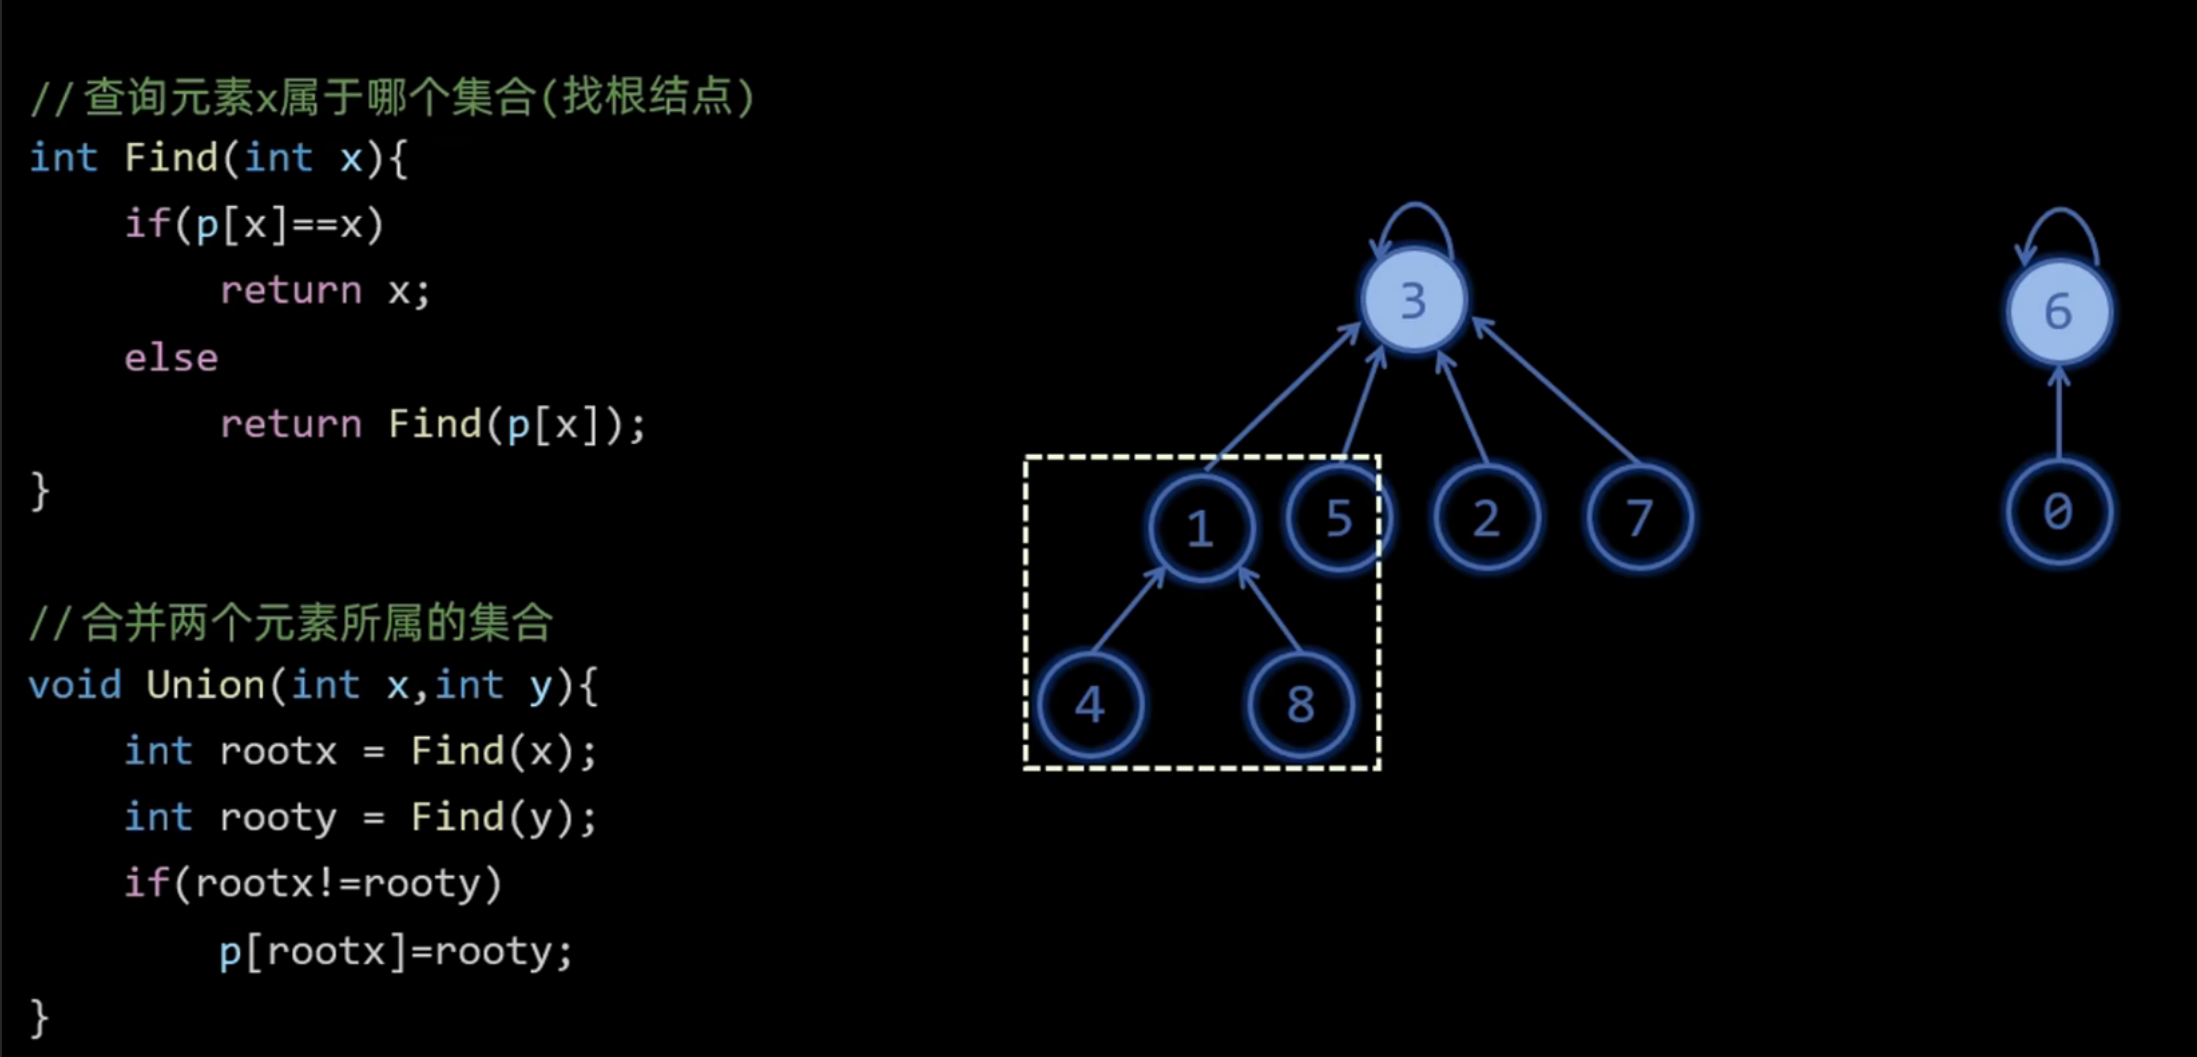 //查询元素x属于哪个集合(找根结点)
int Find(int x){
    if(p[x]==x)
        return x;
    else
        return Find(p[x]);
}
//合并两个元素所属的集合
void Union(int x,int y){
    int rootx = Find(x);
    int rooty = Find(y);
    if(rootx!=rooty)
        p[rootx]=rooty;
}
3
6
1
5
2
7
0
4
8